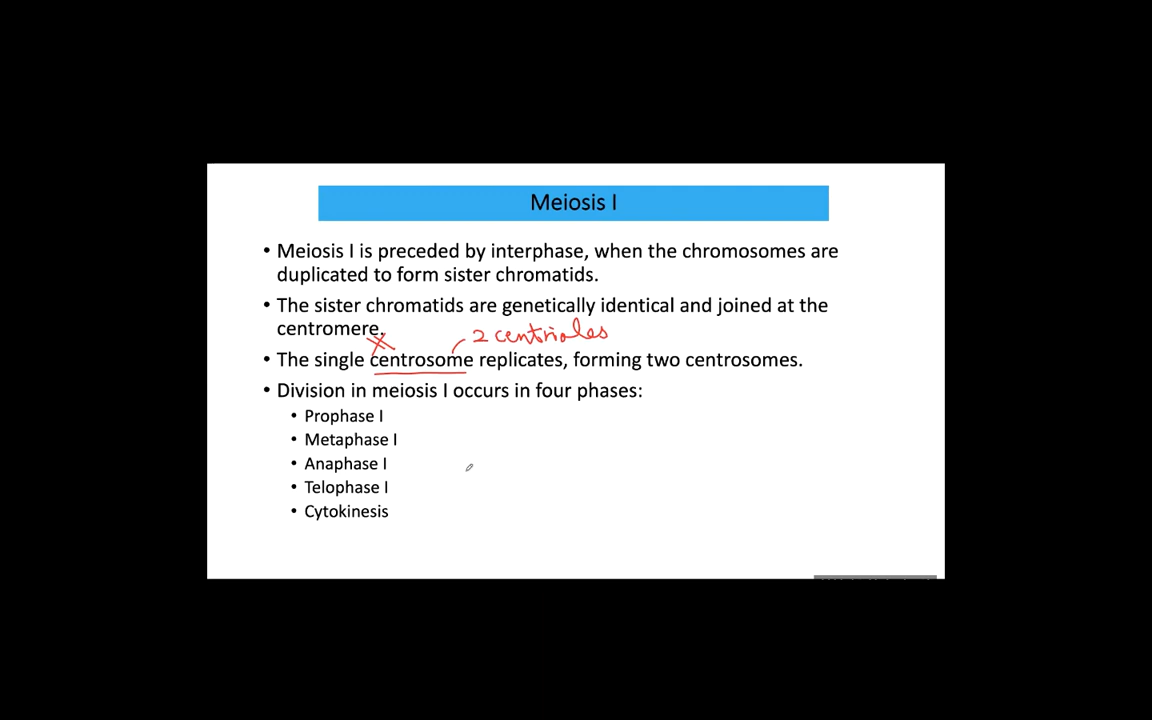 Meiosis I
• Meiosis I is preceded by interphase, when the chromosomes are
duplicated to form sister chromatids.
• The sister chromatids are genetically identical and joined at the
centromere.
2 centrioles
• The single centrosome replicates, forming two centrosomes.
• Division in meiosis I occurs in four phases:
• Prophase I
• Metaphase I
• Anaphase I
• Telophase I
• Cytokinesis